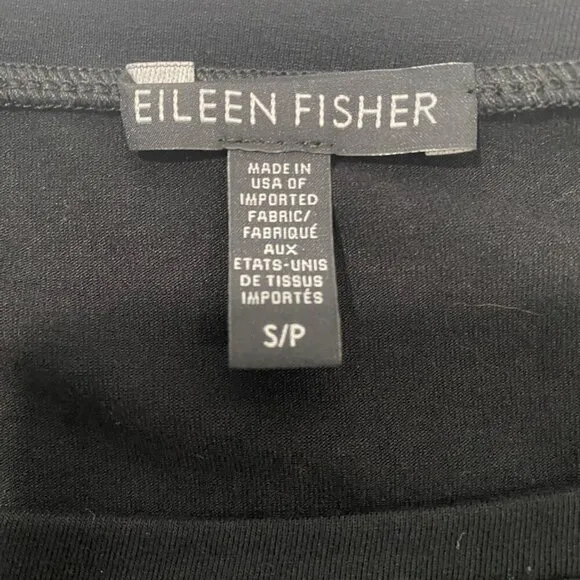 EILEEN FISHER
MADE IN
USA OF
IMPORTED
FABRIC/
FABRIQUÉ
AUX
ETATS-UNIS
DE TISSUS
IMPORTÉS
S/P